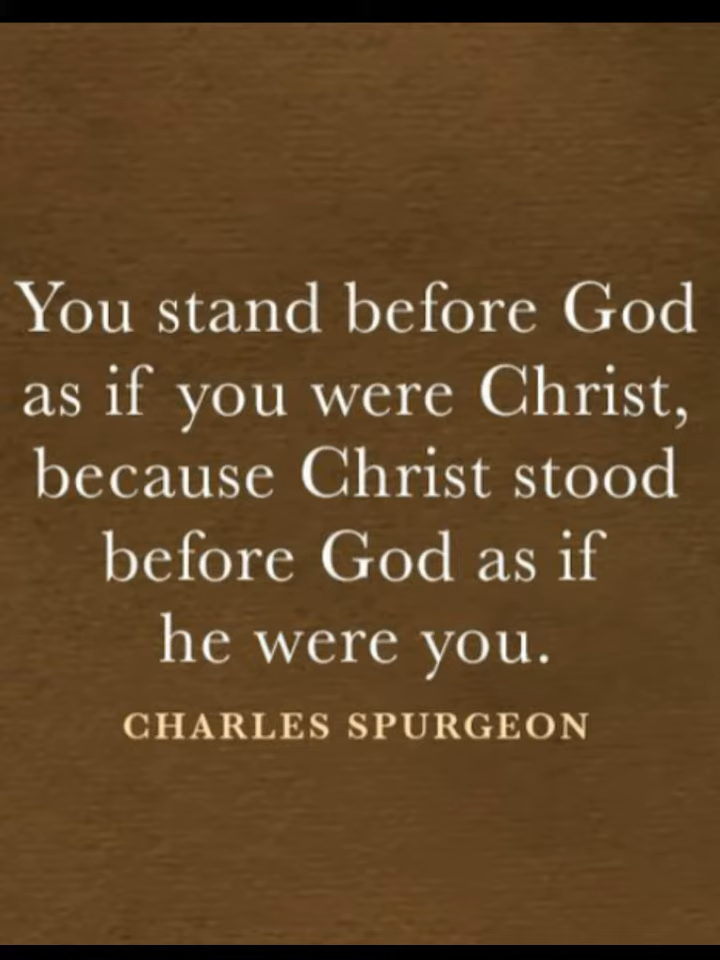 You stand before God
as if you were Christ,
because Christ stood
before God as if
he were you.
CHARLES SPURGEON